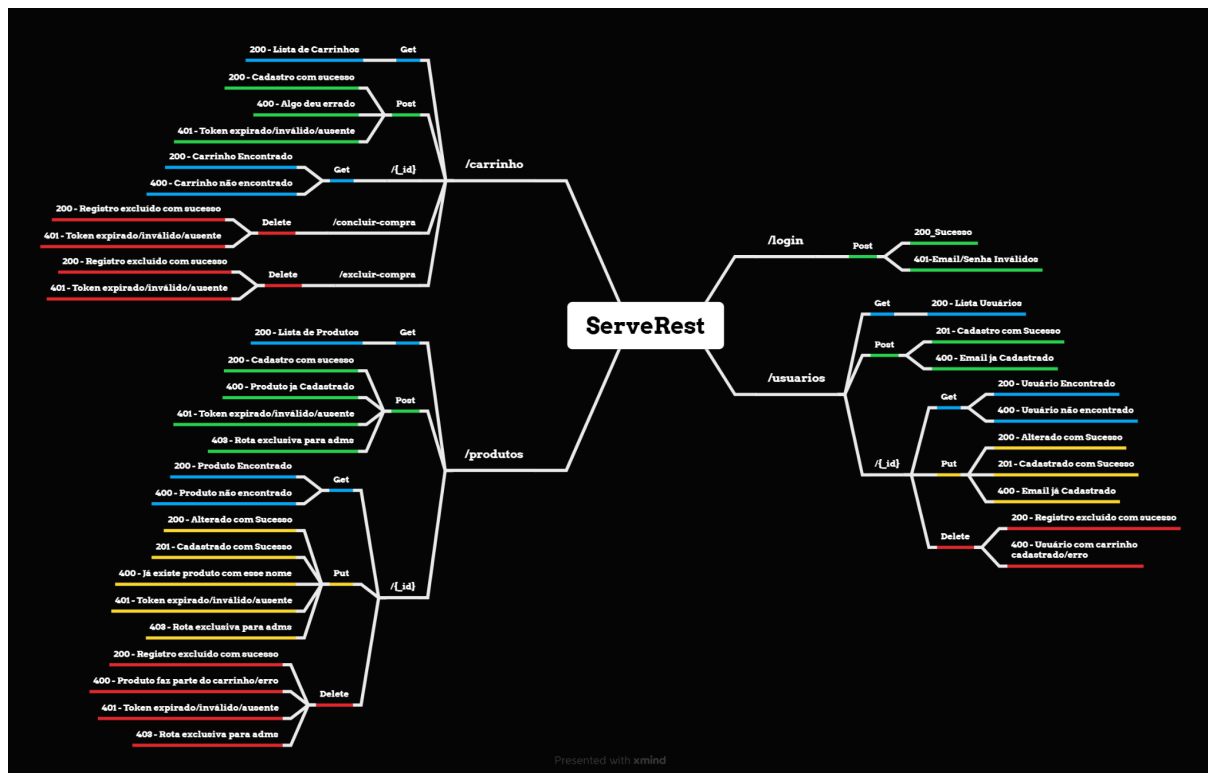 ServeRest
/carrinho
Get
200 - Lista de Carrinhos
Post
200 - Cadastro com sucesso
400 - Algo deu errado
401 - Token expirado/inválido/ausente
/{_id}
Get
200 - Carrinho Encontrado
400 - Carrinho não encontrado
/concluir-compra
Delete
200 - Registro excluído com sucesso
401 - Token expirado/inválido/ausente
/excluir-compra
Delete
200 - Registro excluido com sucesso
401 - Token expirado/inválido/ausente
/produtos
Get
200 - Lista de Produtos
Post
200 - Cadastro com sucesso
400 - Produto ja Cadastrado
401 - Token expirado/inválido/ausente
403 - Rota exclusiva para adms
/{_id}
Get
200 - Produto Encontrado
400 - Produto não encontrado
Put
200 - Alterado com Sucesso
201 - Cadastrado com Sucesso
400 - Já existe produto com esse nome
401 - Token expirado/inválido/ausente
403 - Rota exclusiva para adms
Delete
200 - Registro excluido com sucesso
400 - Produto faz parte do carrinho/erro
401 - Token expirado/inválido/ausente
403 - Rota exclusiva para adms
/login
Post
200_Sucesso
401-Email/Senha Inválidos
/usuarios
Get
200 - Lista Usuários
Post
201 - Cadastro com Sucesso
400 - Email ja Cadastrado
/{_id}
Get
200 - Usuário Encontrado
400 - Usuário não encontrado
Put
200 - Alterado com Sucesso
201 - Cadastrado com Sucesso
400 - Email já Cadastrado
Delete
200 - Registro excluído com sucesso
400 - Usuário com carrinho
cadastrado/erro
Presented with xmind